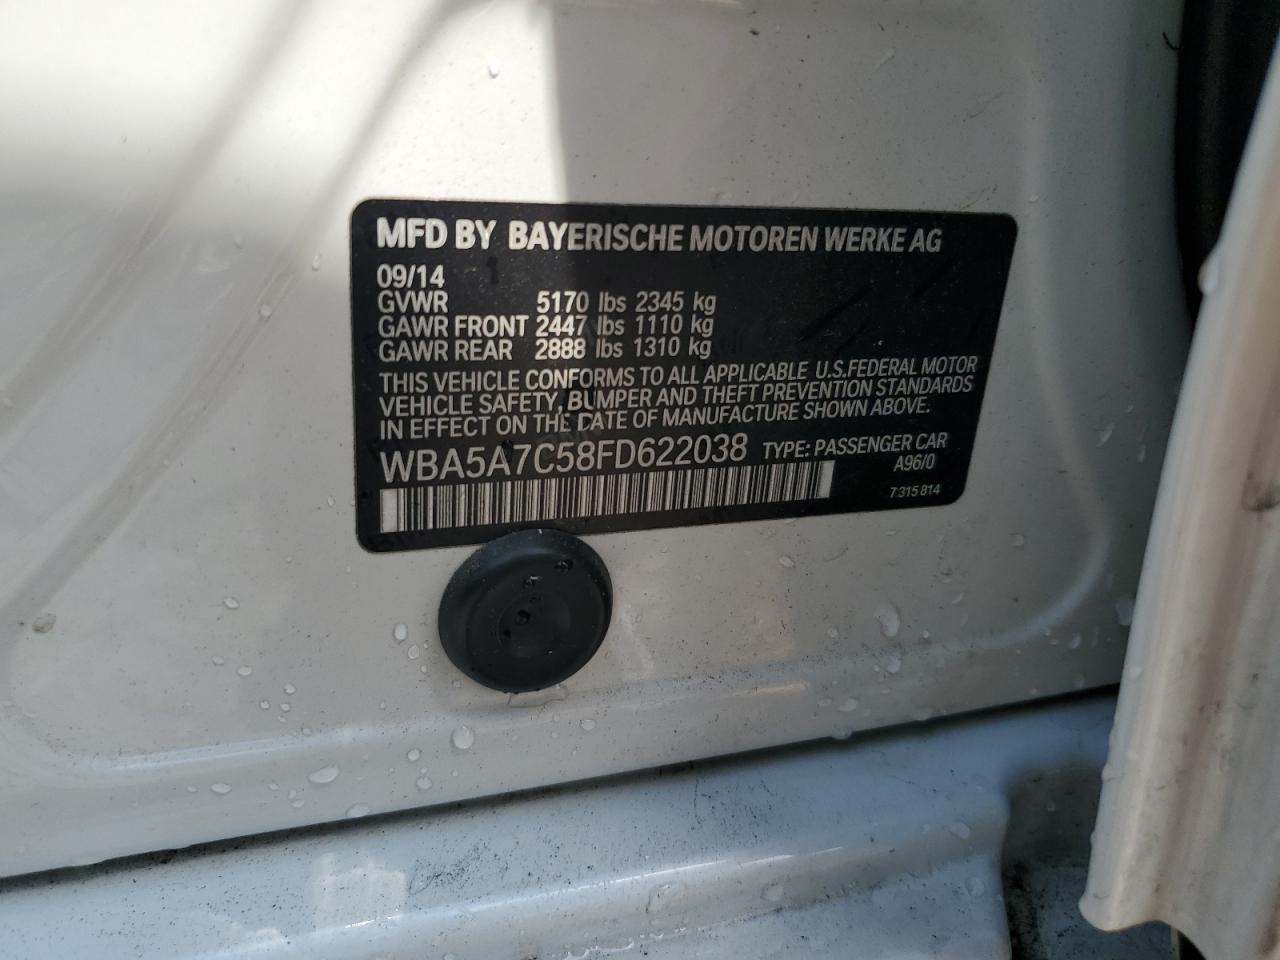 MFD BY BAYERISCHE MOTOREN WERKE AG
09/14
GVWR 5170 lbs 2345 kg
GAWR FRONT 2447 lbs 1110 kg
GAWR REAR 2888 lbs 1310 kg
THIS VEHICLE CONFORMS TO ALL APPLICABLE U.S.FEDERAL MOTOR
VEHICLE SAFETY, BUMPER AND THEFT PREVENTION STANDARDS
IN EFFECT ON THE DATE OF MANUFACTURE SHOWN ABOVE.
WBA5A7C58FD622038 TYPE: PASSENGER CAR
A96/0
7 315 814